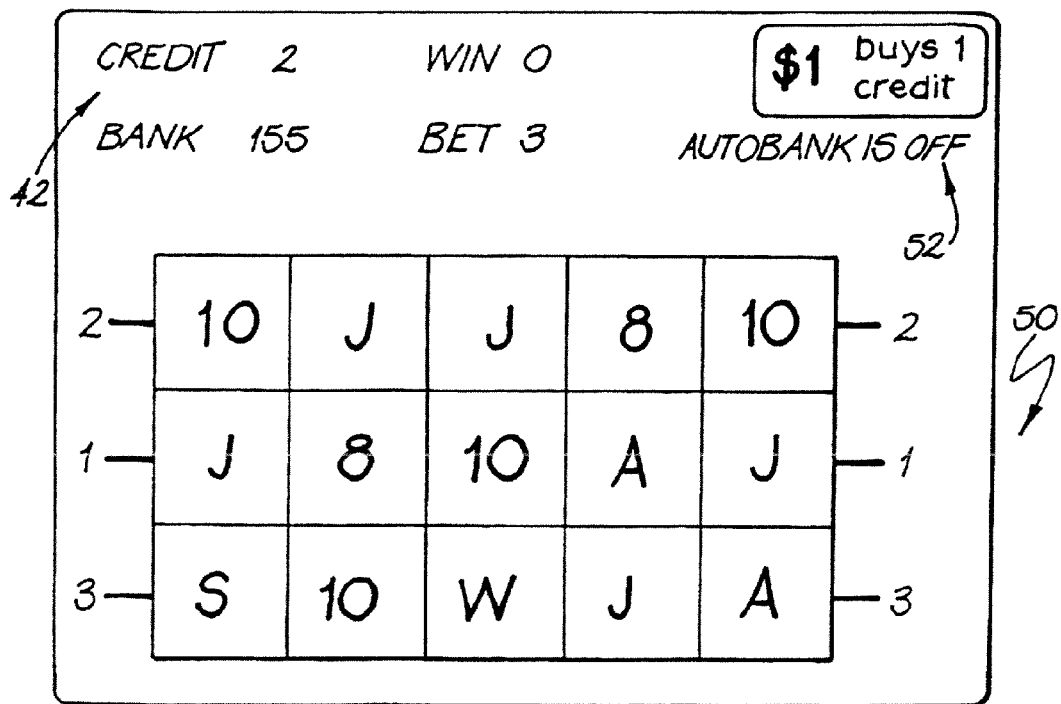 CREDIT 2 WIN 0 $1 buys 1
credit
BANK 155 BET 3 AUTOBANK IS OFF
42
52
2 10 J J 8 10 2
50
1 J 8 10 A J 1
3 S 10 W J A 3